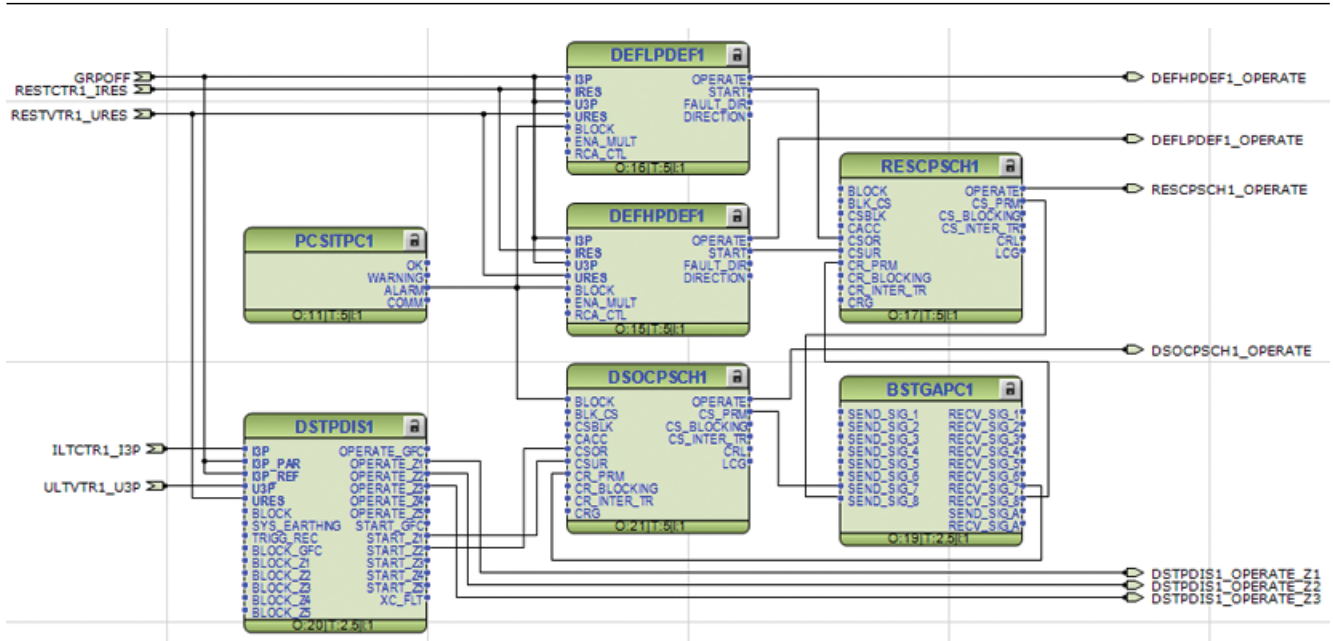 GRPOFF
RESTCTR1_IRES
RESTVTR1_URES
DEFLPDEF1
I3P OPERATE
IRES START
U3P FAULT_DIR
URES DIRECTION
BLOCK
ENA_MULT
RCA_CTL
O:16|T:5|I:1
DEFHPDEF1_OPERATE
DEFLPDEF1_OPERATE
RESCPSCH1_OPERATE
RESCPSCH1
BLOCK OPERATE
BLK_CS CS_PRM
CSBLK CS_BLOCKING
CACC CS_INTER_TR
CSOR CRL
CSUR LCG
CR_PRM
CR_BLOCKING
CR_INTER_TR
CRG
O:17|T:5|I:1
DEFHPDEF1
I3P OPERATE
IRES START
U3P FAULT_DIR
URES DIRECTION
BLOCK
ENA_MULT
RCA_CTL
O:15|T:5|I:1
PCSITPC1
OK
WARNING
ALARM
COMM
O:11|T:5|I:1
DSOCPSCH1
BLOCK OPERATE
BLK_CS CS_PRM
CSBLK CS_BLOCKING
CACC CS_INTER_TR
CSOR CRL
CSUR LCG
CR_PRM
CR_BLOCKING
CR_INTER_TR
CRG
O:21|T:5|I:1
DSOCPSCH1_OPERATE
BSTGAPC1
SEND_SIG_1 RECV_SIG_1
SEND_SIG_2 RECV_SIG_2
SEND_SIG_3 RECV_SIG_3
SEND_SIG_4 RECV_SIG_4
SEND_SIG_5 RECV_SIG_5
SEND_SIG_6 RECV_SIG_6
SEND_SIG_7 RECV_SIG_7
SEND_SIG_8 RECV_SIG_8
SEND_SIG_A
RECV_SIG_A
O:19|T:2.5|I:1
ILTCTR1_I3P
ULTVTR1_U3P
DSTPDIS1
I3P OPERATE_GFC
I3P_PAR OPERATE_Z1
I3P_REF OPERATE_Z2
U3P OPERATE_Z3
URES OPERATE_Z4
BLOCK OPERATE_Z5
SYS_EARTHNG START_GFC
TRIGG_REC START_Z1
BLOCK_GFC START_Z2
BLOCK_Z1 START_Z3
BLOCK_Z2 START_Z4
BLOCK_Z3 START_Z5
BLOCK_Z4 XC_FLT
BLOCK_Z5
O:20|T:2.5|I:1
DSTPDIS1_OPERATE_Z1
DSTPDIS1_OPERATE_Z2
DSTPDIS1_OPERATE_Z3